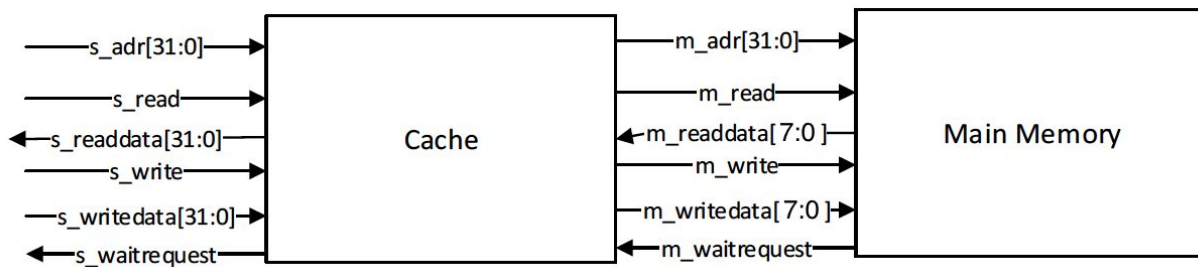 s_adr[31:0]
s_read
s_readdata[31:0]
s_write
s_writedata[31:0]
s_waitrequest
Cache
m_adr[31:0]
m_read
m_readdata[7:0 ]
m_write
m_writedata[7:0 ]
m_waitrequest
Main Memory